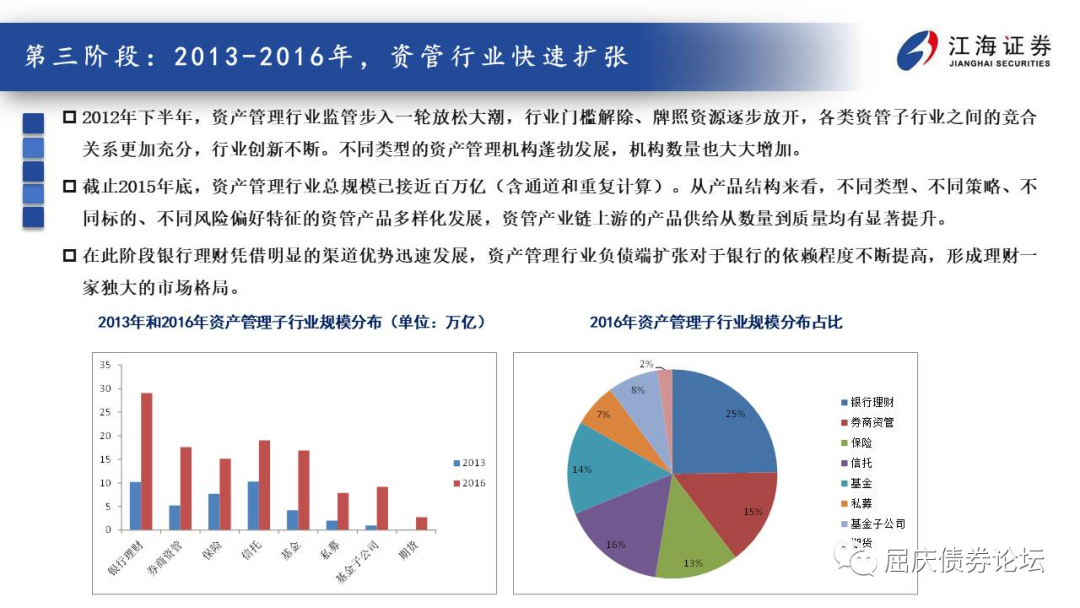 第三阶段：2013-2016年，资管行业快速扩张
江海证券
JIANGHAI SECURITIES
2012年下半年，资产管理行业监管步入一轮放松大潮，行业门槛解除、牌照资源逐步放开，各类资管子行业之间的竞合
关系更加充分，行业创新不断。不同类型的资产管理机构蓬勃发展，机构数量也大大增加。
截止2015年底，资产管理行业总规模已接近百万亿（含通道和重复计算）。从产品结构来看，不同类型、不同策略、不
同标的、不同风险偏好特征的资管产品多样化发展，资管产业链上游的产品供给从数量到质量均有显著提升。
在此阶段银行理财凭借明显的渠道优势迅速发展，资产管理行业负债端扩张对于银行的依赖程度不断提高，形成理财一
家独大的市场格局。
2013年和2016年资产管理子行业规模分布（单位：万亿）
35
30
25
20
15
10
5
0
银行理财
券商资管
保险
信托
基金
私募
基金子公司
期货
2013
2016
2016年资产管理子行业规模分布占比
2%
8%
25%
7%
14%
15%
16%
13%
银行理财
券商资管
保险
信托
基金
私募
基金子公司
期货
屈庆债券论坛